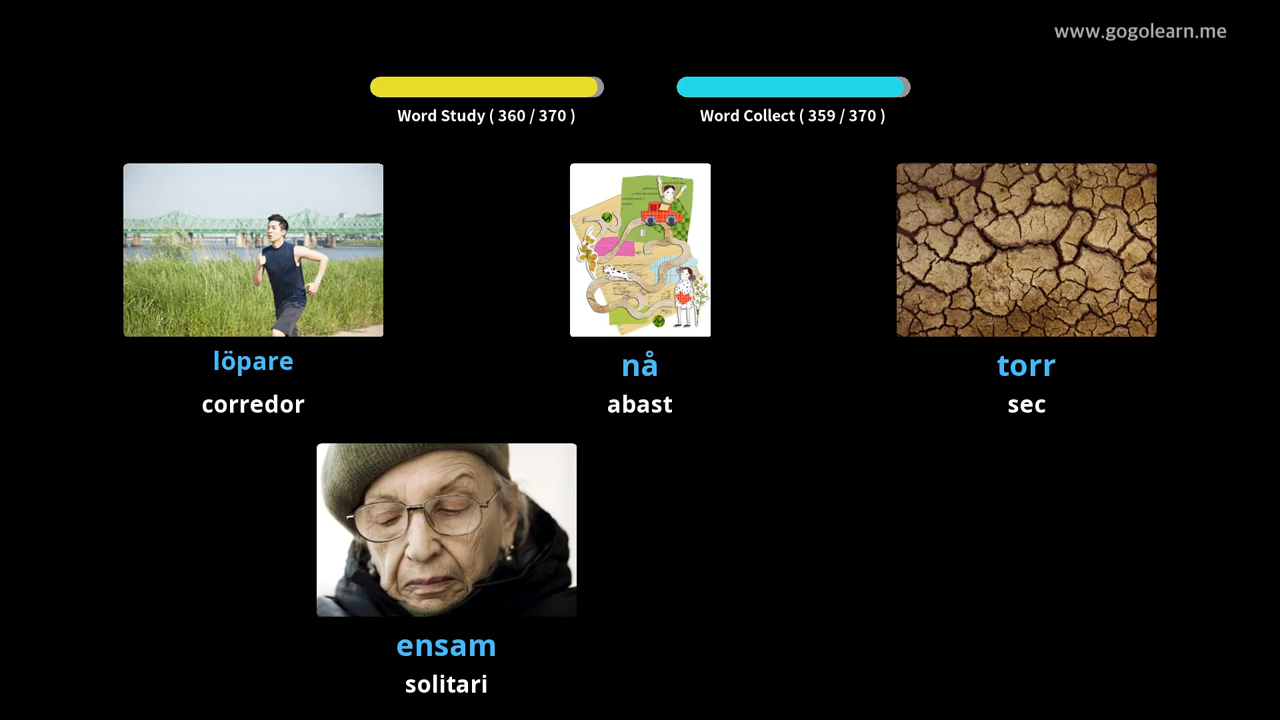 www.gogolearn.me
Word Study ( 360 / 370 )
Word Collect ( 359 / 370 )
löpare
corredor
nå
abast
torr
sec
ensam
solitari